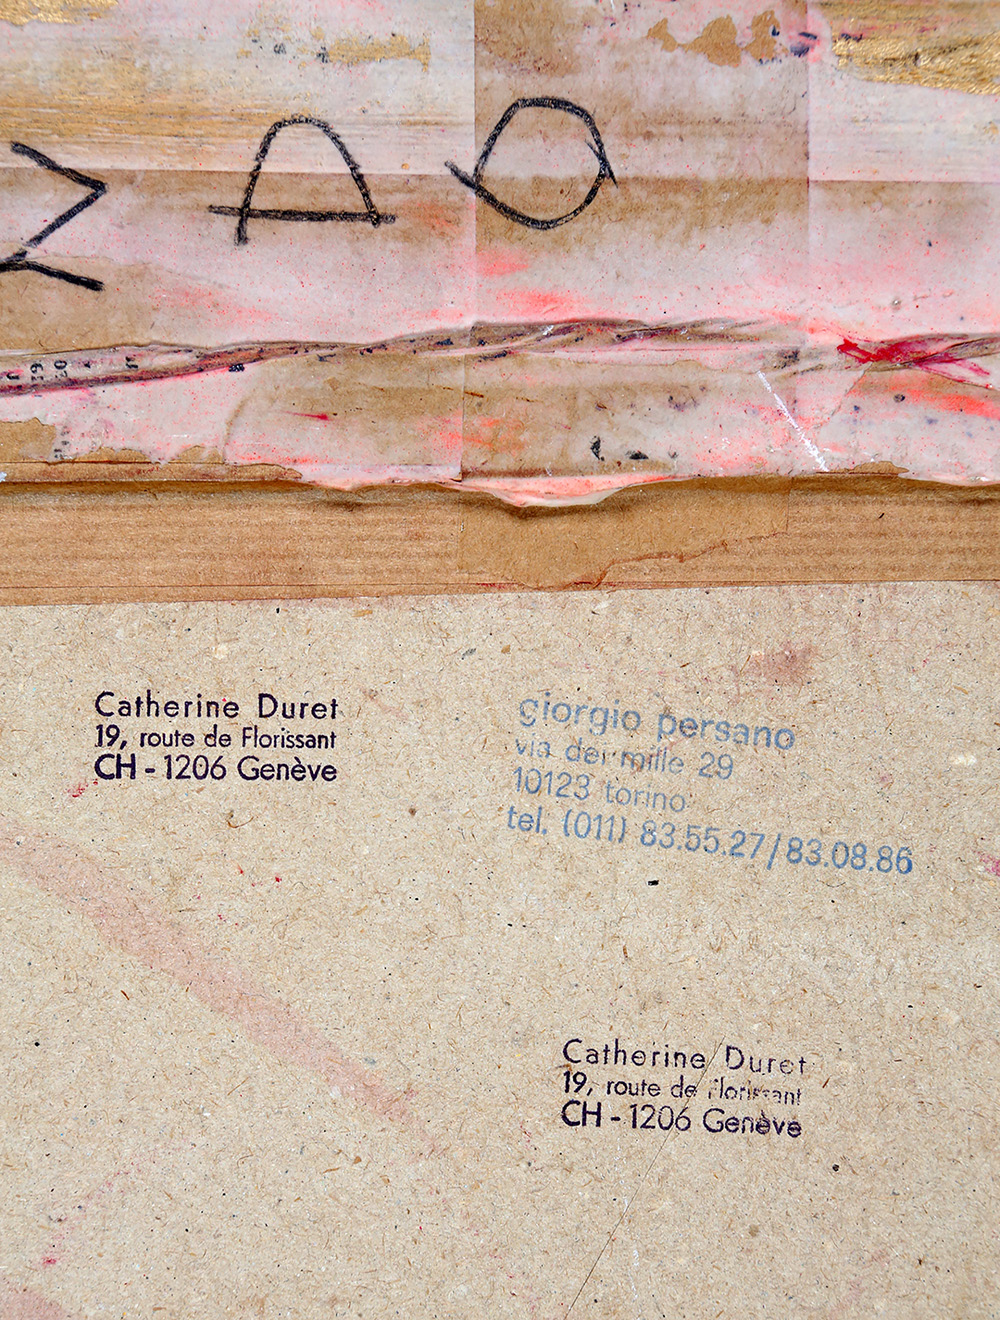 Catherine Duret
19, route de Florissant
CH - 1206 Genève
giorgio persano
via dei mille 29
10123 torino
tel. (011) 83.55.27/83.08.86
Catherine Duret
19, route de Florissant
CH - 1206 Genève